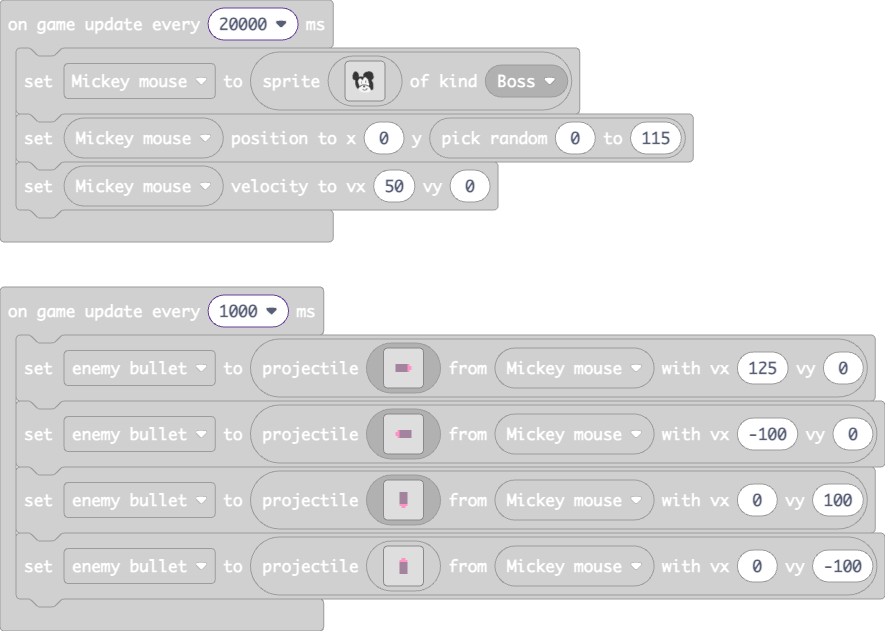 on game update every 20000 ms
set Mickey mouse to sprite of kind Boss
set Mickey mouse position to x 0 y pick random 0 to 115
set Mickey mouse velocity to vx 50 vy 0
on game update every 1000 ms
set enemy bullet to projectile from Mickey mouse with vx 125 vy 0
set enemy bullet to projectile from Mickey mouse with vx -100 vy 0
set enemy bullet to projectile from Mickey mouse with vx 0 vy 100
set enemy bullet to projectile from Mickey mouse with vx 0 vy -100